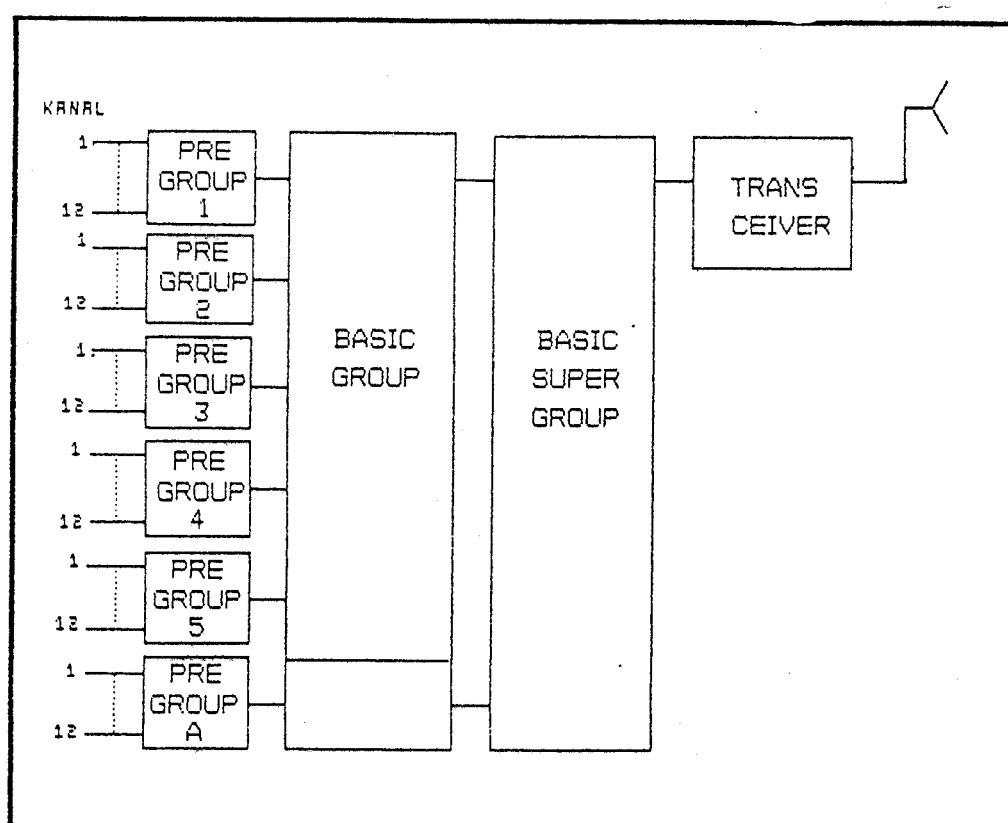 KANAL
1
12
PRE
GROUP
1
1
12
PRE
GROUP
2
1
12
PRE
GROUP
3
1
12
PRE
GROUP
4
1
12
PRE
GROUP
5
1
12
PRE
GROUP
A
BASIC
GROUP
BASIC
SUPER
GROUP
TRANS
CEIVER